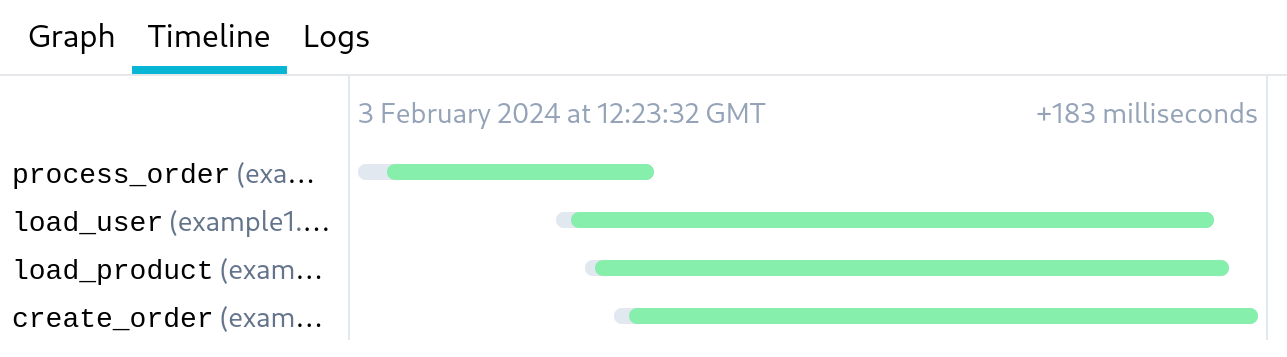 Graph Timeline Logs
3 February 2024 at 12:23:32 GMT +183 milliseconds
process_order (exa...
load_user (example1....
load_product (exam...
create_order (exam...